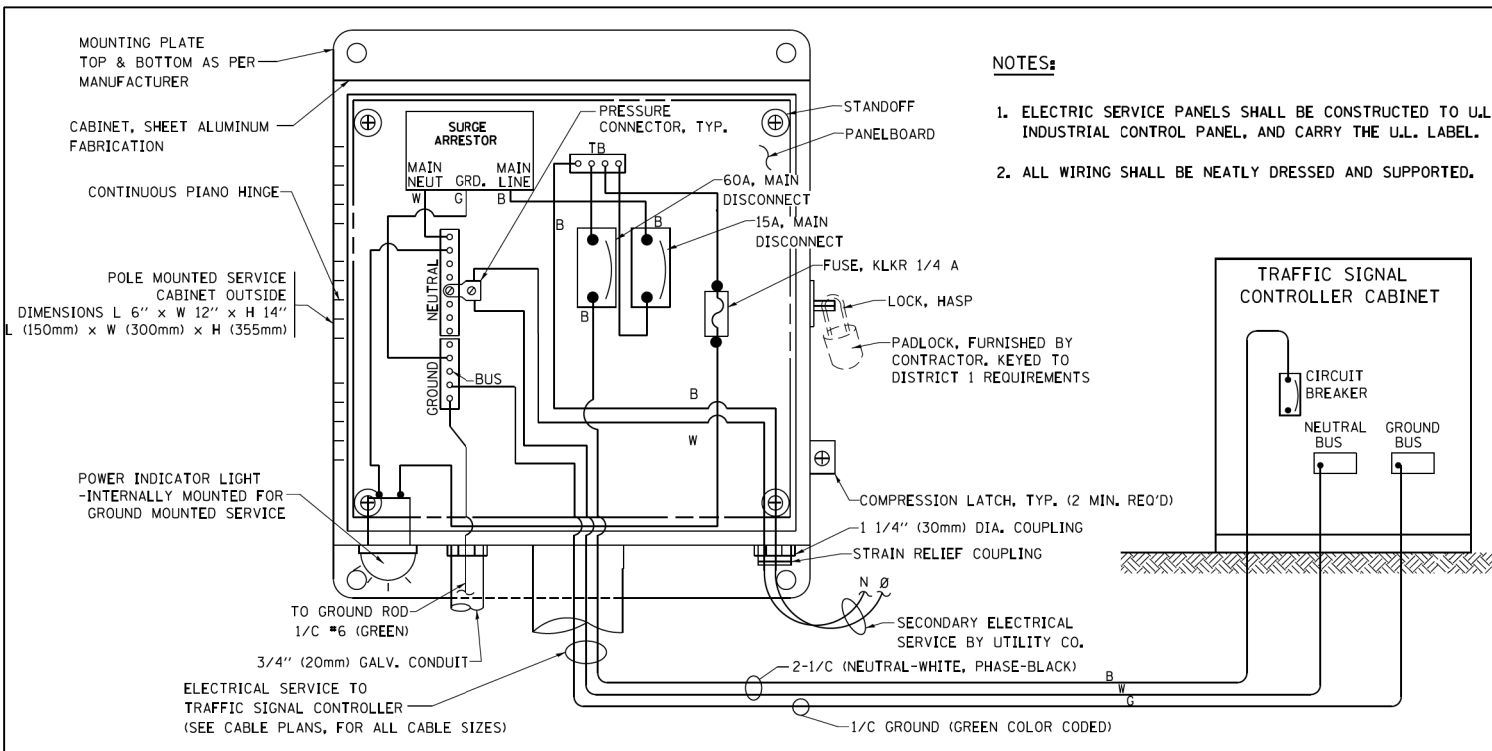 MOUNTING PLATE
TOP & BOTTOM AS PER
MANUFACTURER
CABINET, SHEET ALUMINUM
FABRICATION
CONTINUOUS PIANO HINGE
POLE MOUNTED SERVICE
CABINET OUTSIDE
DIMENSIONS L 6" x W 12" x H 14"
L (150mm) x W (300mm) x H (355mm)
POWER INDICATOR LIGHT
-INTERNALLY MOUNTED FOR
GROUND MOUNTED SERVICE
SURGE
ARRESTOR
MAIN
NEUT
GRD.
MAIN
LINE
W
G
B
PRESSURE
CONNECTOR, TYP.
TB
STANDOFF
PANELBOARD
60A, MAIN
DISCONNECT
15A, MAIN
DISCONNECT
B
B
B
FUSE, KLKR 1/4 A
NEUTRAL
GROUND
BUS
LOCK, HASP
PADLOCK, FURNISHED BY
CONTRACTOR. KEYED TO
DISTRICT 1 REQUIREMENTS
B
W
COMPRESSION LATCH, TYP. (2 MIN. REQ'D)
1 1/4" (30mm) DIA. COUPLING
STRAIN RELIEF COUPLING
N Ø
SECONDARY ELECTRICAL
SERVICE BY UTILITY CO.
TO GROUND ROD
1/C #6 (GREEN)
3/4" (20mm) GALV. CONDUIT
ELECTRICAL SERVICE TO
TRAFFIC SIGNAL CONTROLLER
(SEE CABLE PLANS, FOR ALL CABLE SIZES)
2-1/C (NEUTRAL-WHITE, PHASE-BLACK)
1/C GROUND (GREEN COLOR CODED)
B
W
G
NOTES:
1. ELECTRIC SERVICE PANELS SHALL BE CONSTRUCTED TO U.L
INDUSTRIAL CONTROL PANEL, AND CARRY THE U.L. LABEL.
2. ALL WIRING SHALL BE NEATLY DRESSED AND SUPPORTED.
TRAFFIC SIGNAL
CONTROLLER CABINET
CIRCUIT
BREAKER
NEUTRAL
BUS
GROUND
BUS